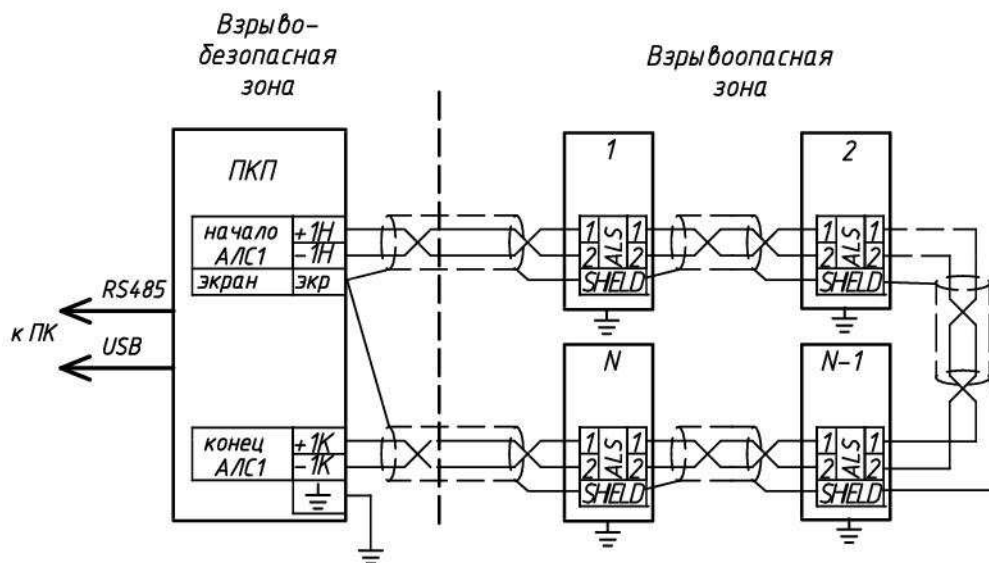 Взрыво-
безопасная
зона
Взрывоопасная
зона
ПКП
начало +1Н
АЛС1 -1Н
экран экр
1
1 ALS 1
2 2
SHELD
2
1 ALS 1
2 2
SHELD
RS485
к ПК
USB
конец +1К
АЛС1 -1К
N
1 ALS 1
2 2
SHELD
N-1
1 ALS 1
2 2
SHELD